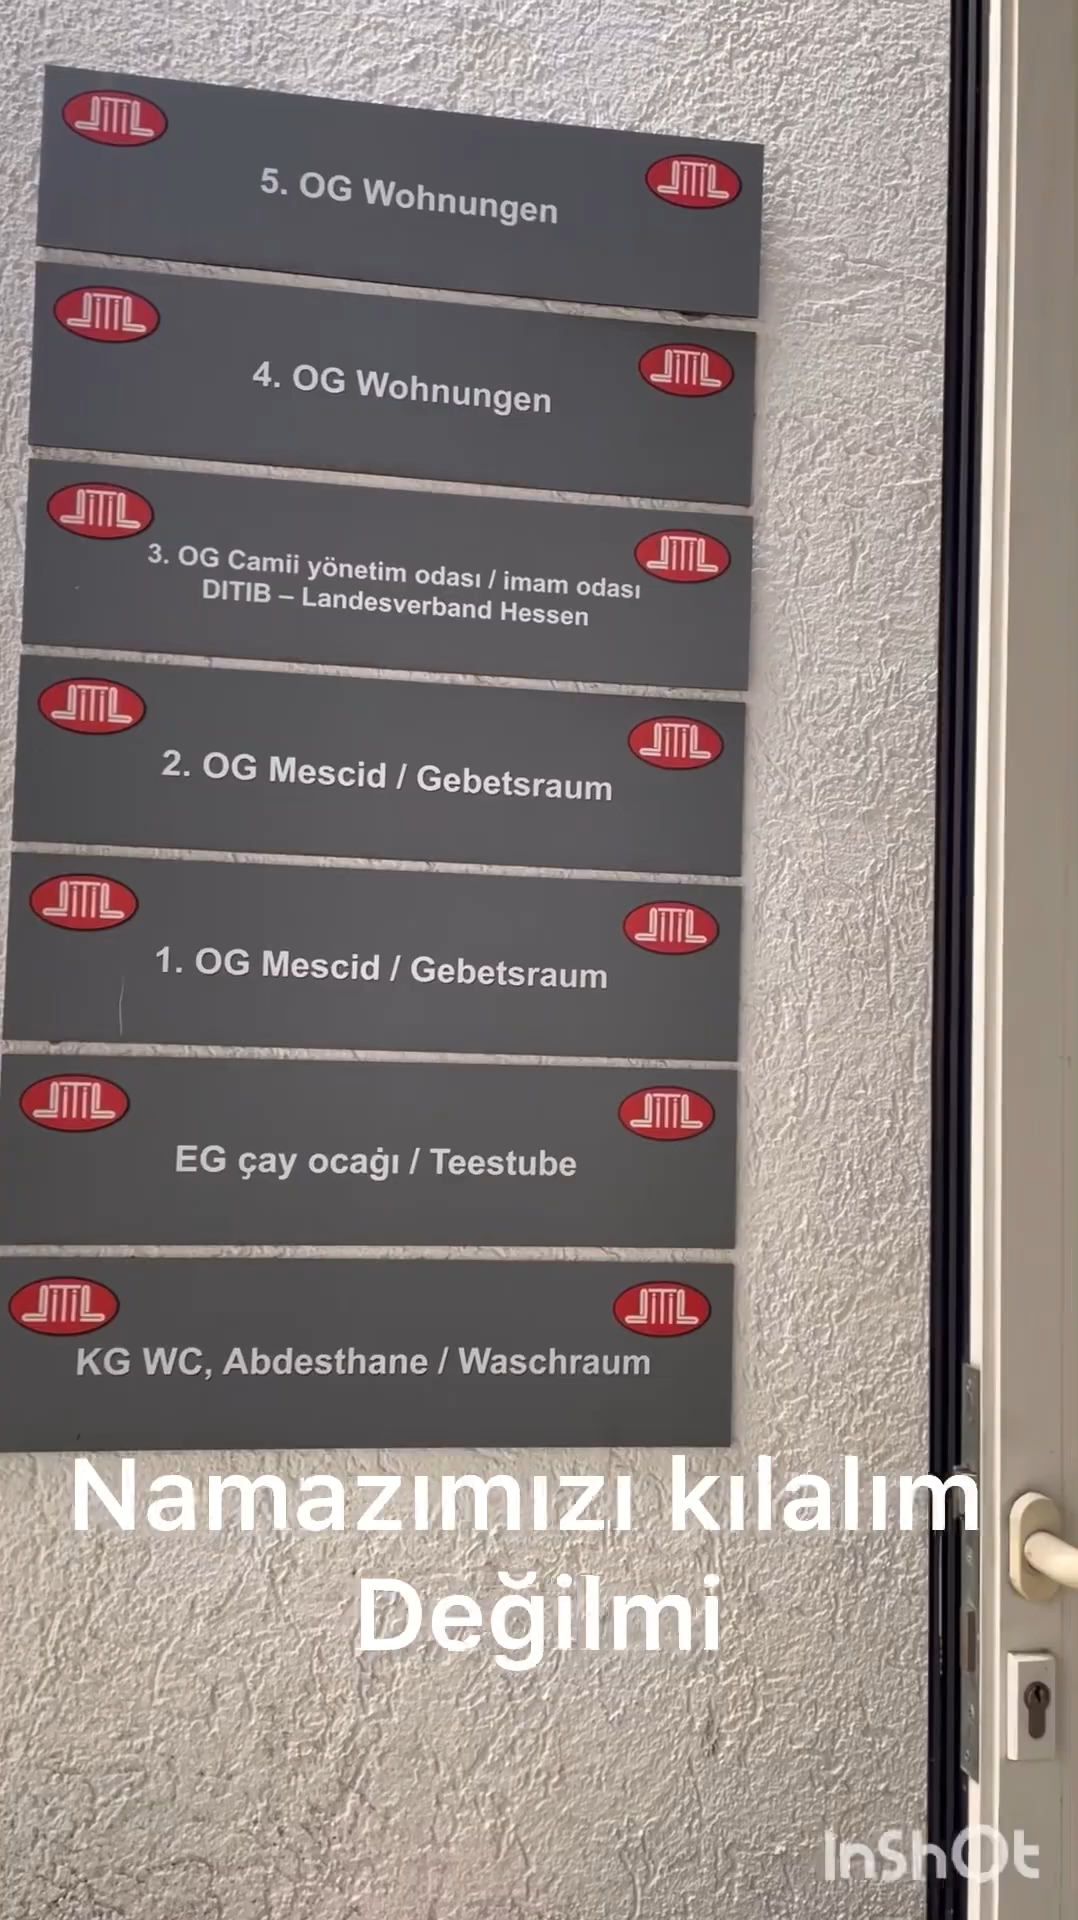 5. OG Wohnungen
4. OG Wohnungen
3. OG Camii yönetim odası / imam odası
DITIB – Landesverband Hessen
2. OG Mescid / Gebetsraum
1. OG Mescid / Gebetsraum
EG çay ocaġı / Teestube
KG WC, Abdesthane / Waschraum
Namazımızı kılalım
Değilmi
InShOt